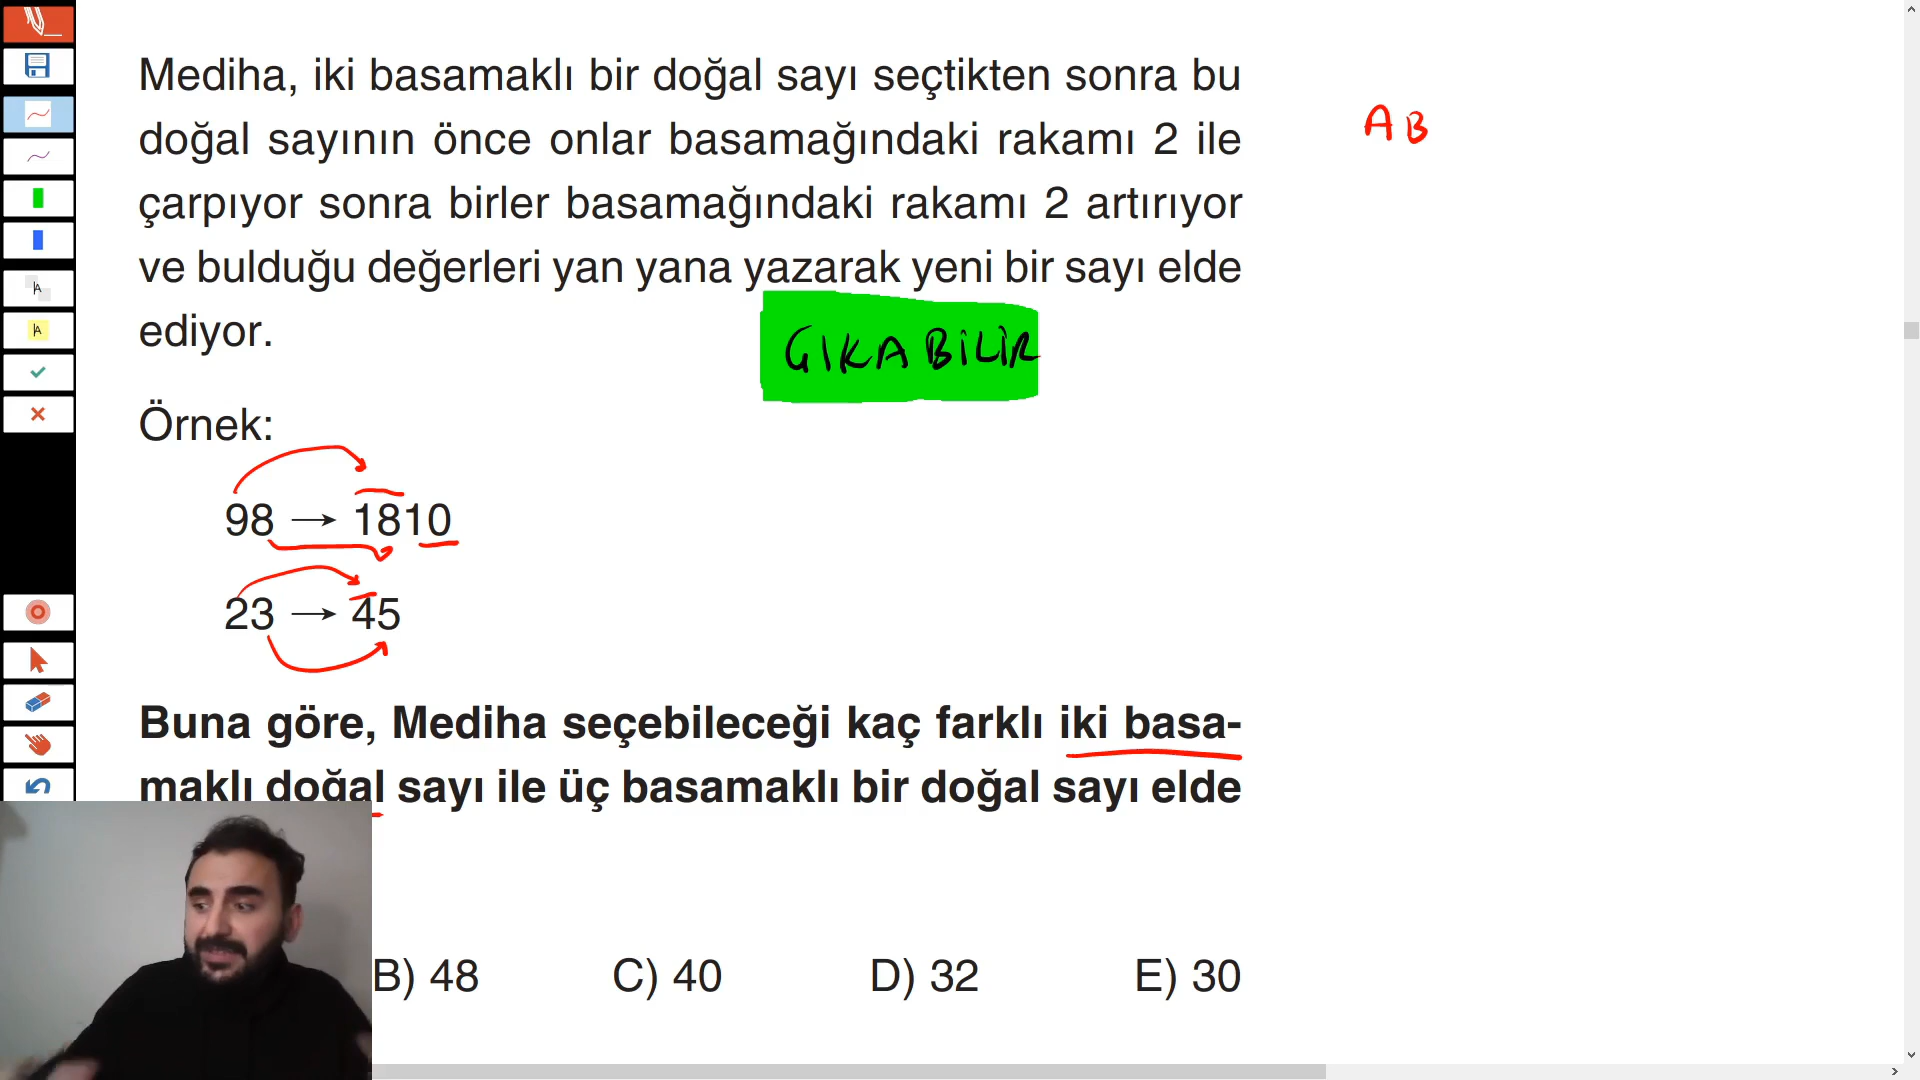 Mediha, iki basamaklı bir doğal sayı seçtikten sonra bu
doğal sayının önce onlar basamağındaki rakamı 2 ile
çarpıyor sonra birler basamağındaki rakamı 2 artırıyor
ve bulduğu değerleri yan yana yazarak yeni bir sayı elde
ediyor.
AB
GIKABİLİR
Örnek:
98 → 1810
23 → 45
Buna göre, Mediha seçebileceği kaç farklı iki basa-
maklı doğal sayı ile üç basamaklı bir doğal sayı elde
B) 48 C) 40 D) 32 E) 30